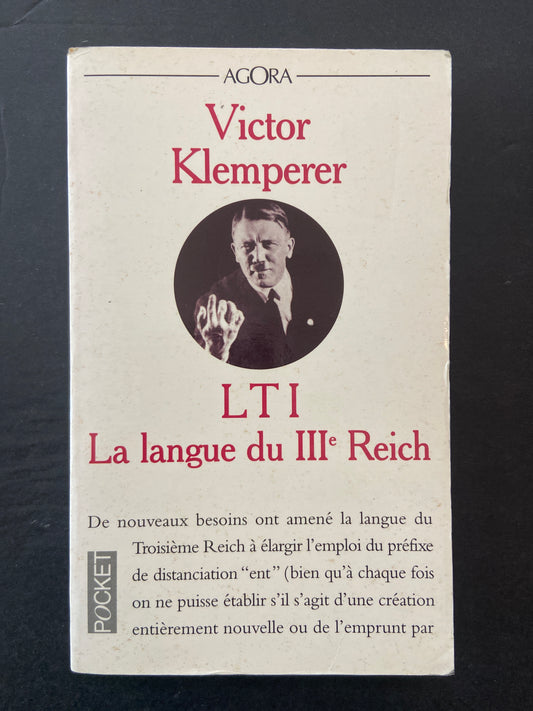 AGORA
Victor
Klemperer
LTI
La langue du IIIe Reich
De nouveaux besoins ont amené la langue du
Troisième Reich à élargir l'emploi du préfixe
de distanciation "ent" (bien qu'à chaque fois
on ne puisse établir s'il s'agit d'une création
entièrement nouvelle ou de l'emprunt par
POCKET